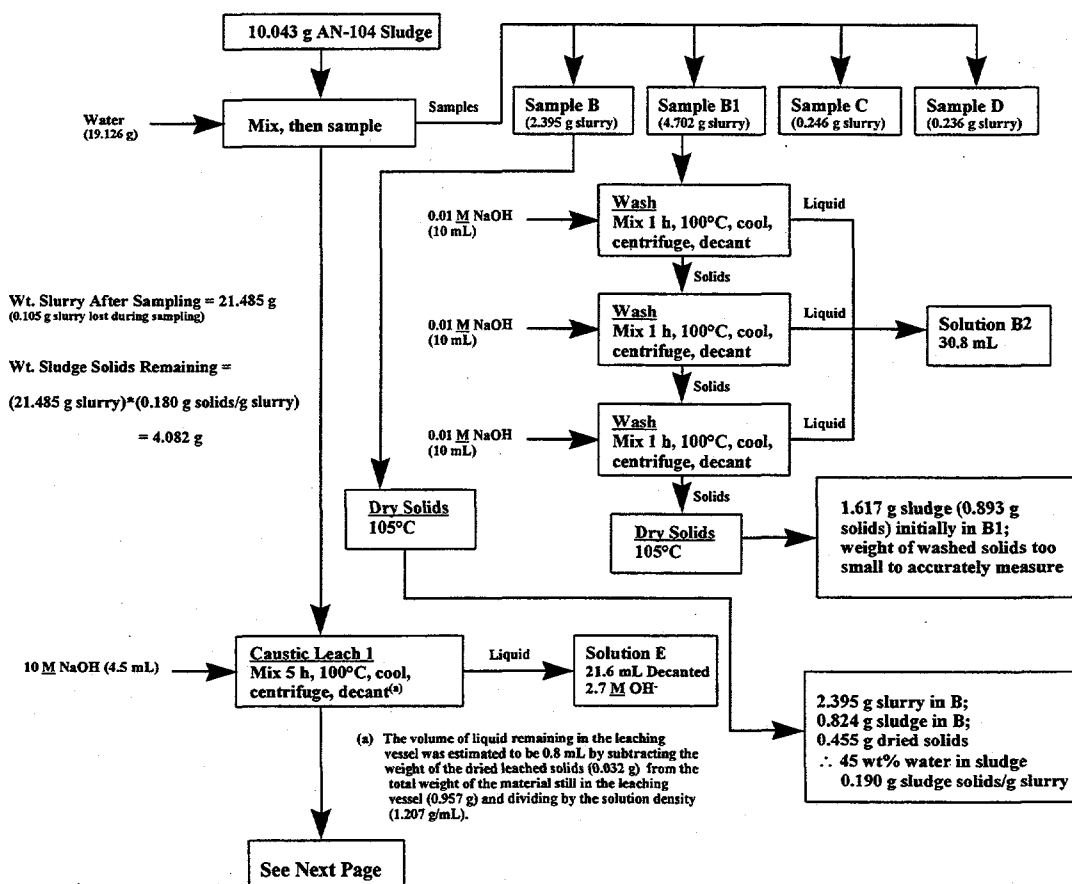 10.043 g AN-104 Sludge
Water
(19.126 g)
Mix, then sample
Samples
Sample B
(2.395 g slurry)
Sample B1
(4.702 g slurry)
Sample C
(0.246 g slurry)
Sample D
(0.236 g slurry)
0.01 M NaOH
(10 mL)
Wash
Mix 1 h, 100°C, cool,
centrifuge, decant
Liquid
Solids
Wt. Slurry After Sampling = 21.485 g
(0.105 g slurry lost during sampling)
Wt. Sludge Solids Remaining =
(21.485 g slurry)*(0.180 g solids/g slurry)
= 4.082 g
0.01 M NaOH
(10 mL)
Wash
Mix 1 h, 100°C, cool,
centrifuge, decant
Liquid
Solution B2
30.8 mL
Solids
0.01 M NaOH
(10 mL)
Wash
Mix 1 h, 100°C, cool,
centrifuge, decant
Liquid
Solids
Dry Solids
105°C
Dry Solids
105°C
1.617 g sludge (0.893 g
solids) initially in B1;
weight of washed solids too
small to accurately measure
10 M NaOH (4.5 mL)
Caustic Leach 1
Mix 5 h, 100°C, cool,
centrifuge, decant(a)
Liquid
Solution E
21.6 mL Decanted
2.7 M OH-
2.395 g slurry in B;
0.824 g sludge in B;
0.455 g dried solids
∴ 45 wt% water in sludge
0.190 g sludge solids/g slurry
(a) The volume of liquid remaining in the leaching
vessel was estimated to be 0.8 mL by subtracting the
weight of the dried leached solids (0.032 g) from the
total weight of the material still in the leaching
vessel (0.957 g) and dividing by the solution density
(1.207 g/mL).
See Next Page